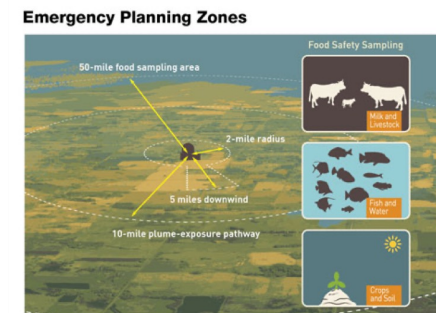 Emergency Planning Zones
Food Safety Sampling
50-mile food sampling area
Milk and
Livestock
2-mile radius
5 miles downwind
Fish and
Water
10-mile plume-exposure pathway
Crops
and Soil